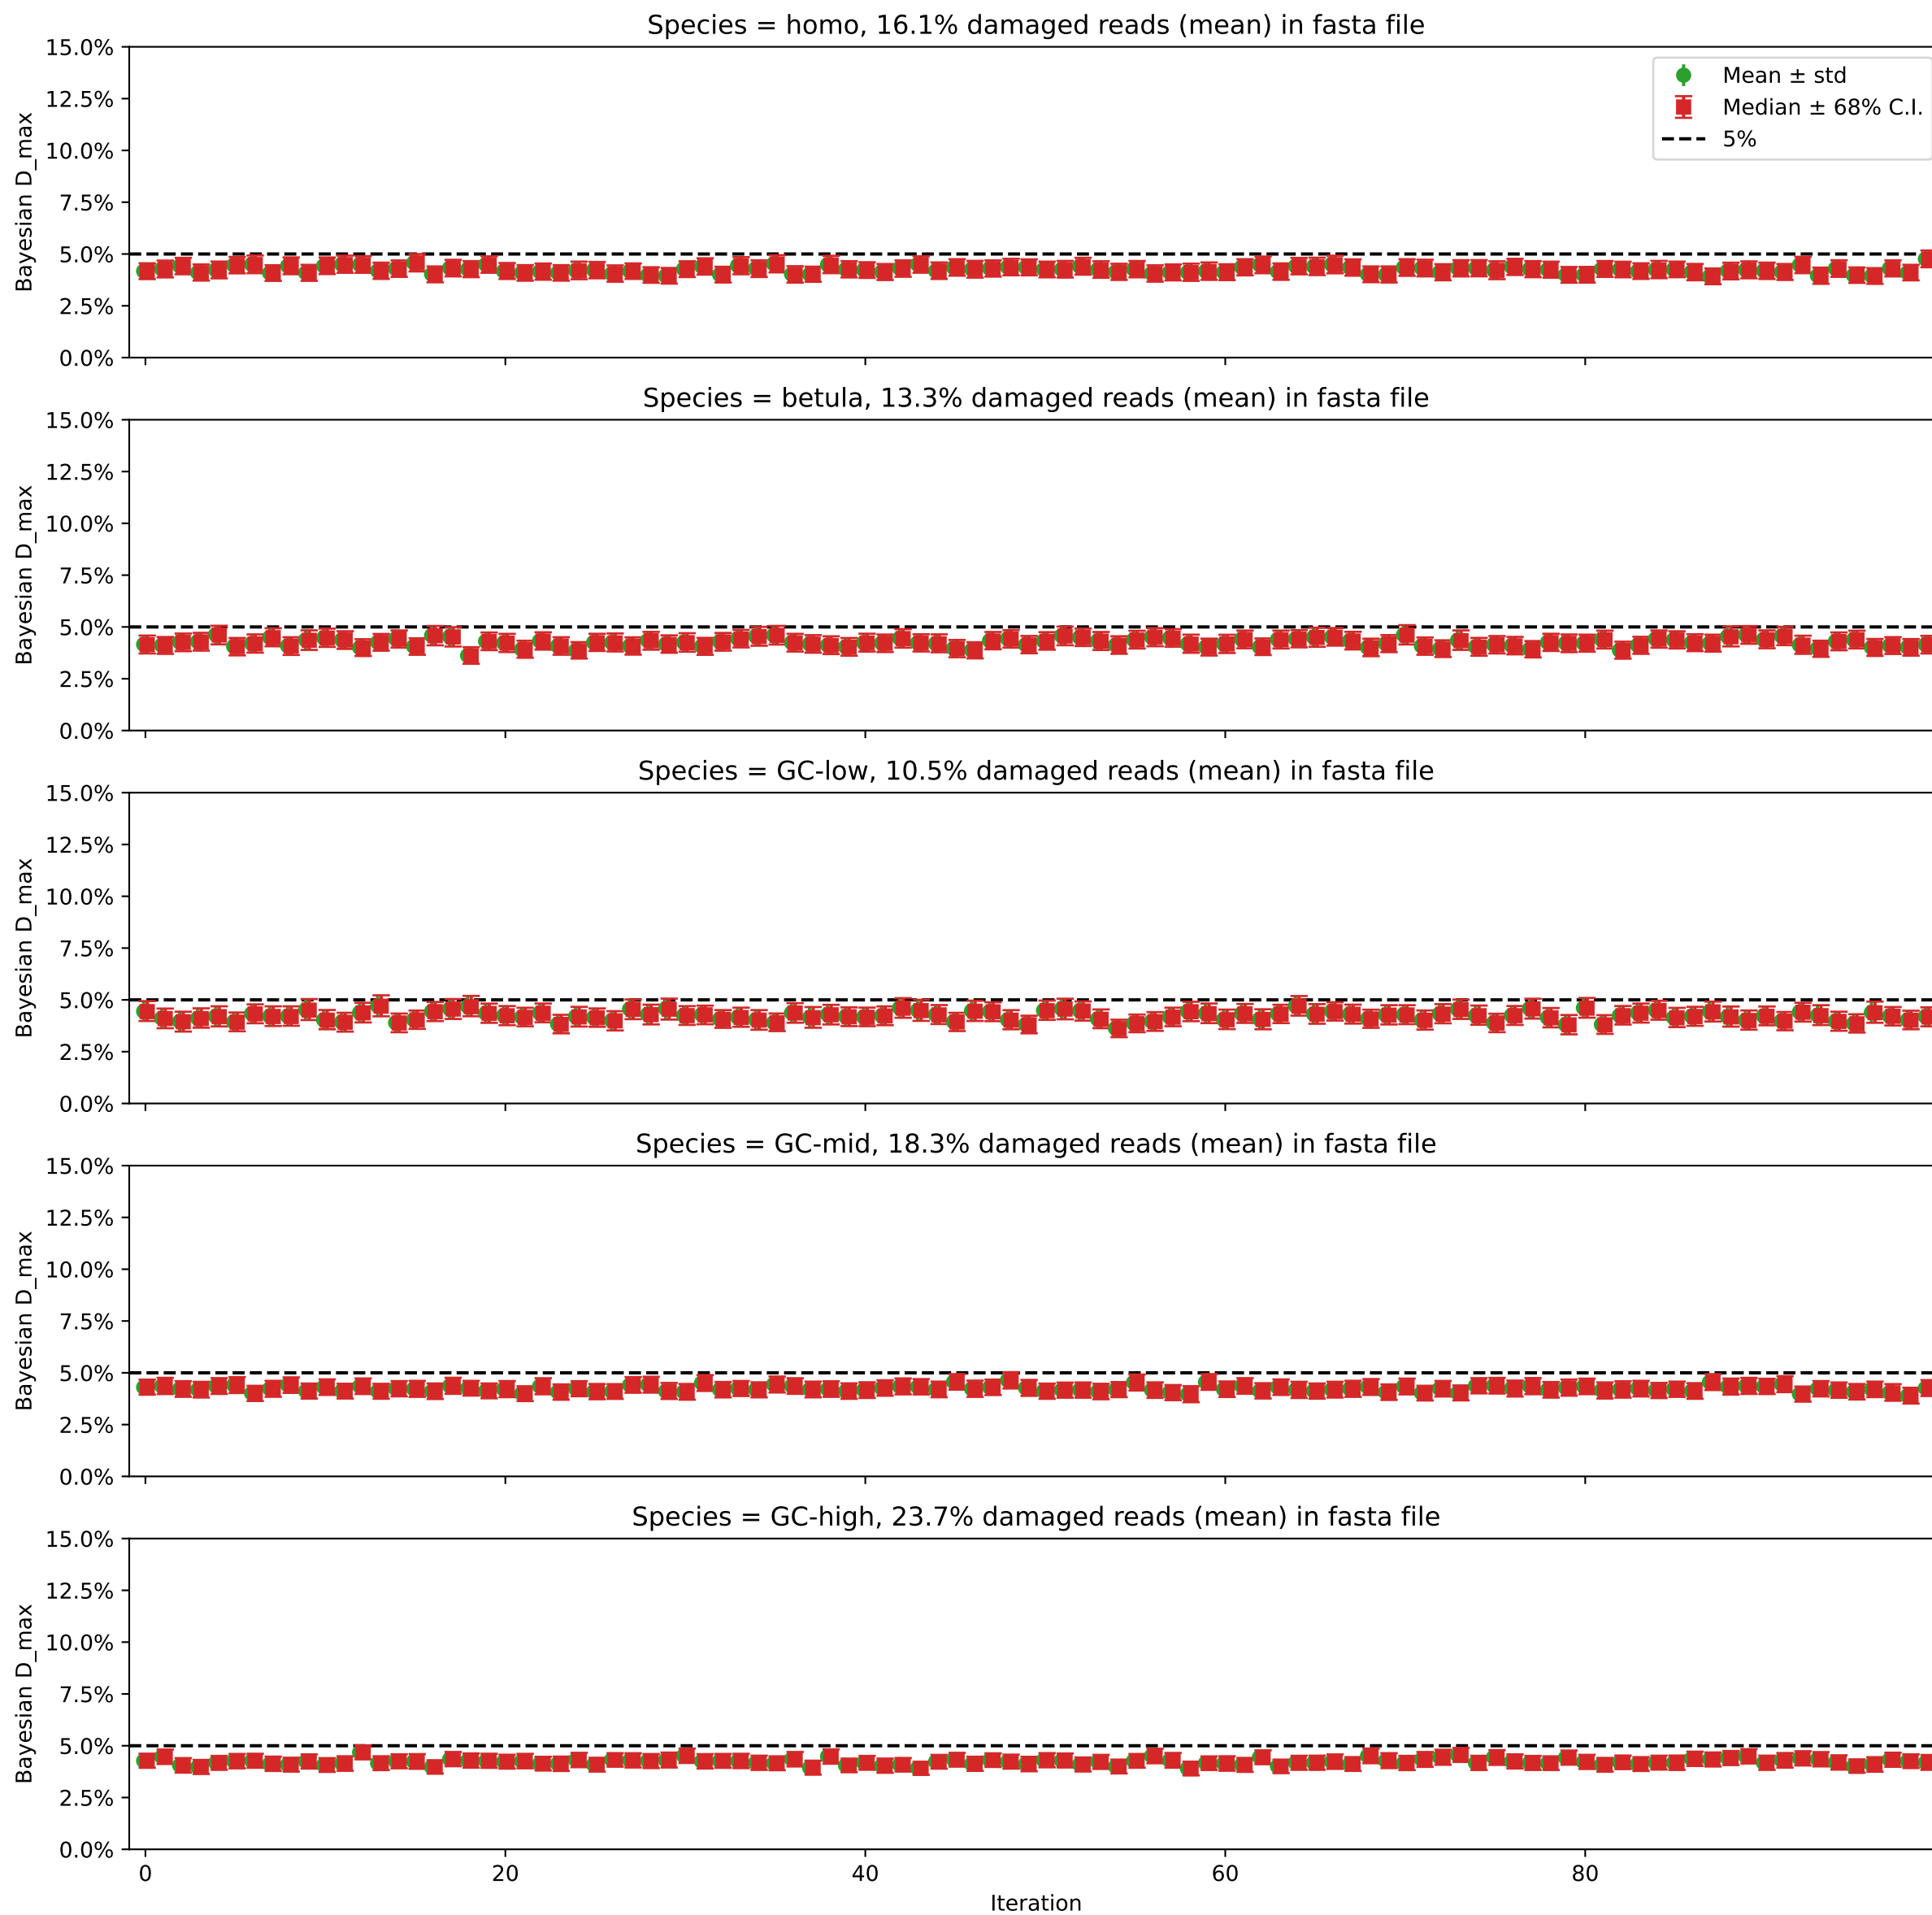 Species = homo, 16.1% damaged reads (mean) in fasta file
15.0%
12.5%
10.0%
7.5%
5.0%
2.5%
0.0%
Bayesian D_max
Mean ± std
Median ± 68% C.I.
5%
Species = betula, 13.3% damaged reads (mean) in fasta file
15.0%
12.5%
10.0%
7.5%
5.0%
2.5%
0.0%
Bayesian D_max
Species = GC-low, 10.5% damaged reads (mean) in fasta file
15.0%
12.5%
10.0%
7.5%
5.0%
2.5%
0.0%
Bayesian D_max
Species = GC-mid, 18.3% damaged reads (mean) in fasta file
15.0%
12.5%
10.0%
7.5%
5.0%
2.5%
0.0%
Bayesian D_max
Species = GC-high, 23.7% damaged reads (mean) in fasta file
15.0%
12.5%
10.0%
7.5%
5.0%
2.5%
0.0%
Bayesian D_max
0 20 40 60 80
Iteration